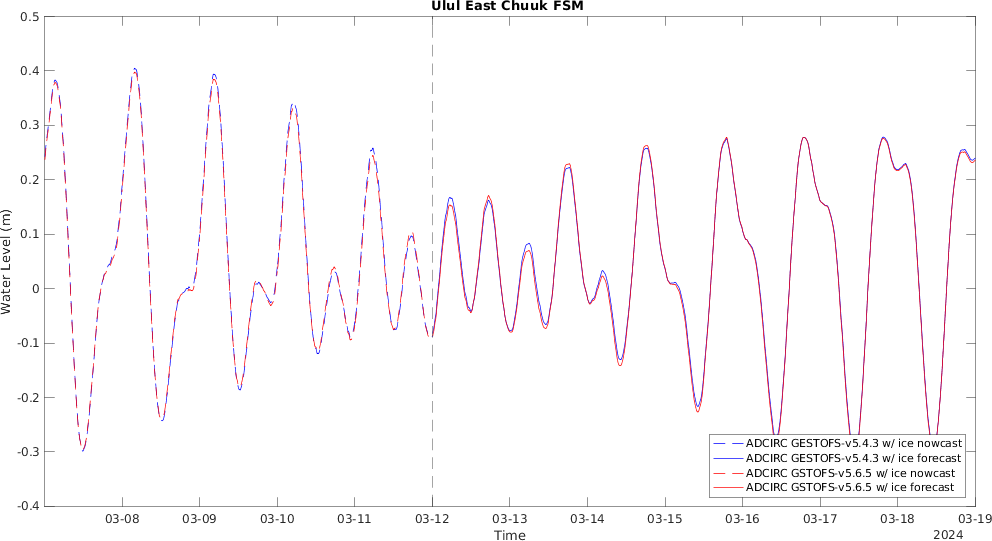 Ulul East Chuuk FSM
0.5
0.4
0.3
0.2
0.1
0
-0.1
-0.2
-0.3
-0.4
Water Level (m)
ADCIRC GESTOFS-v5.4.3 w/ ice nowcast
ADCIRC GESTOFS-v5.4.3 w/ ice forecast
ADCIRC GSTOFS-v5.6.5 w/ ice nowcast
ADCIRC GSTOFS-v5.6.5 w/ ice forecast
03-08 03-09 03-10 03-11 03-12 03-13 03-14 03-15 03-16 03-17 03-18 03-19
Time
2024